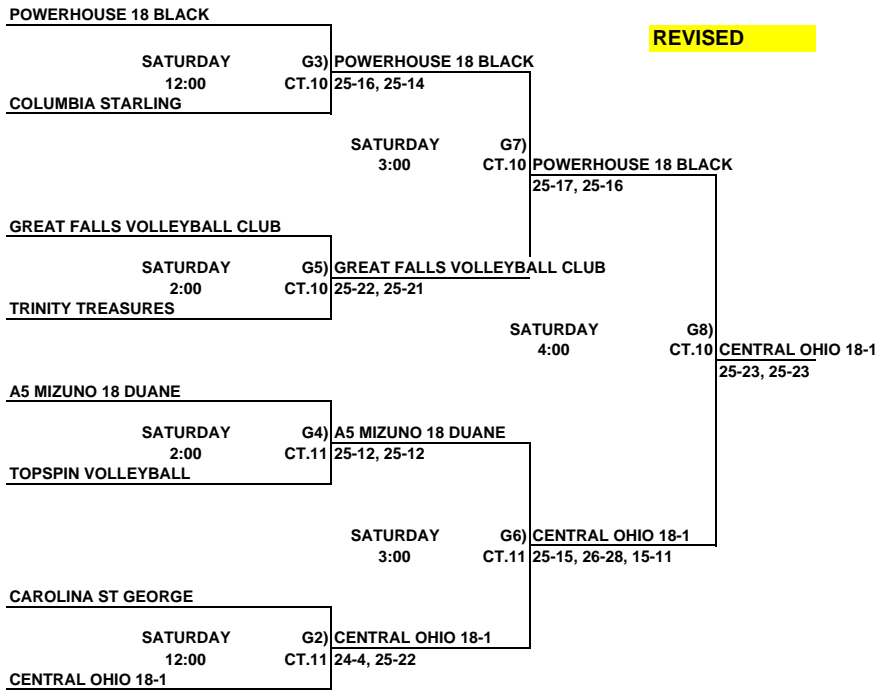 POWERHOUSE 18 BLACK
REVISED
SATURDAY G3) POWERHOUSE 18 BLACK
12:00 CT.10 25-16, 25-14
COLUMBIA STARLING
SATURDAY G7)
3:00 CT.10 POWERHOUSE 18 BLACK
25-17, 25-16
GREAT FALLS VOLLEYBALL CLUB
SATURDAY G5) GREAT FALLS VOLLEYBALL CLUB
2:00 CT.10 25-22, 25-21
TRINITY TREASURES
SATURDAY G8)
4:00 CT.10 CENTRAL OHIO 18-1
25-23, 25-23
A5 MIZUNO 18 DUANE
SATURDAY G4) A5 MIZUNO 18 DUANE
2:00 CT.11 25-12, 25-12
TOPSPIN VOLLEYBALL
SATURDAY G6) CENTRAL OHIO 18-1
3:00 CT.11 25-15, 26-28, 15-11
CAROLINA ST GEORGE
SATURDAY G2) CENTRAL OHIO 18-1
12:00 CT.11 24-4, 25-22
CENTRAL OHIO 18-1